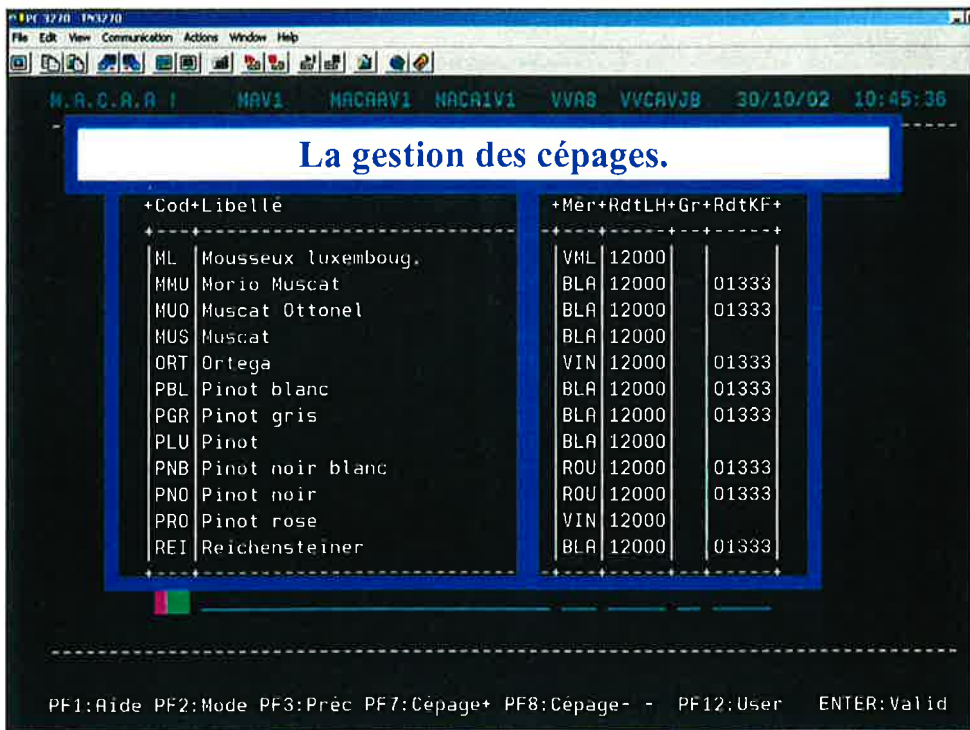 PC 3270 TN3270
File Edit View Communication Actions Window Help
M.A.C.A.A ! MAV1 MACAAV1 MACA1V1 VVA8 VVCAVJB 30/10/02 10:45:36
La gestion des cépages.
+Cod+Libellé +Mér+RdtLH+Gr+RdtKF+
ML Mousseux luxemboug. VML 12000
MMU Morio Muscat BLA 12000 01333
MUO Muscat Ottonel BLA 12000 01333
MUS Muscat BLA 12000
ORT Ortega VIN 12000 01333
PBL Pinot blanc BLA 12000 01333
PGR Pinot gris BLA 12000 01333
PLU Pinot BLA 12000
PNB Pinot noir blanc ROU 12000 01333
PNO Pinot noir ROU 12000 01333
PRO Pinot rose VIN 12000
REI Reichensteiner BLA 12000 01333
PF1:Aide PF2:Mode PF3:Préc PF7:Cépage+ PF8:Cépage- - PF12:User ENTER:Valid